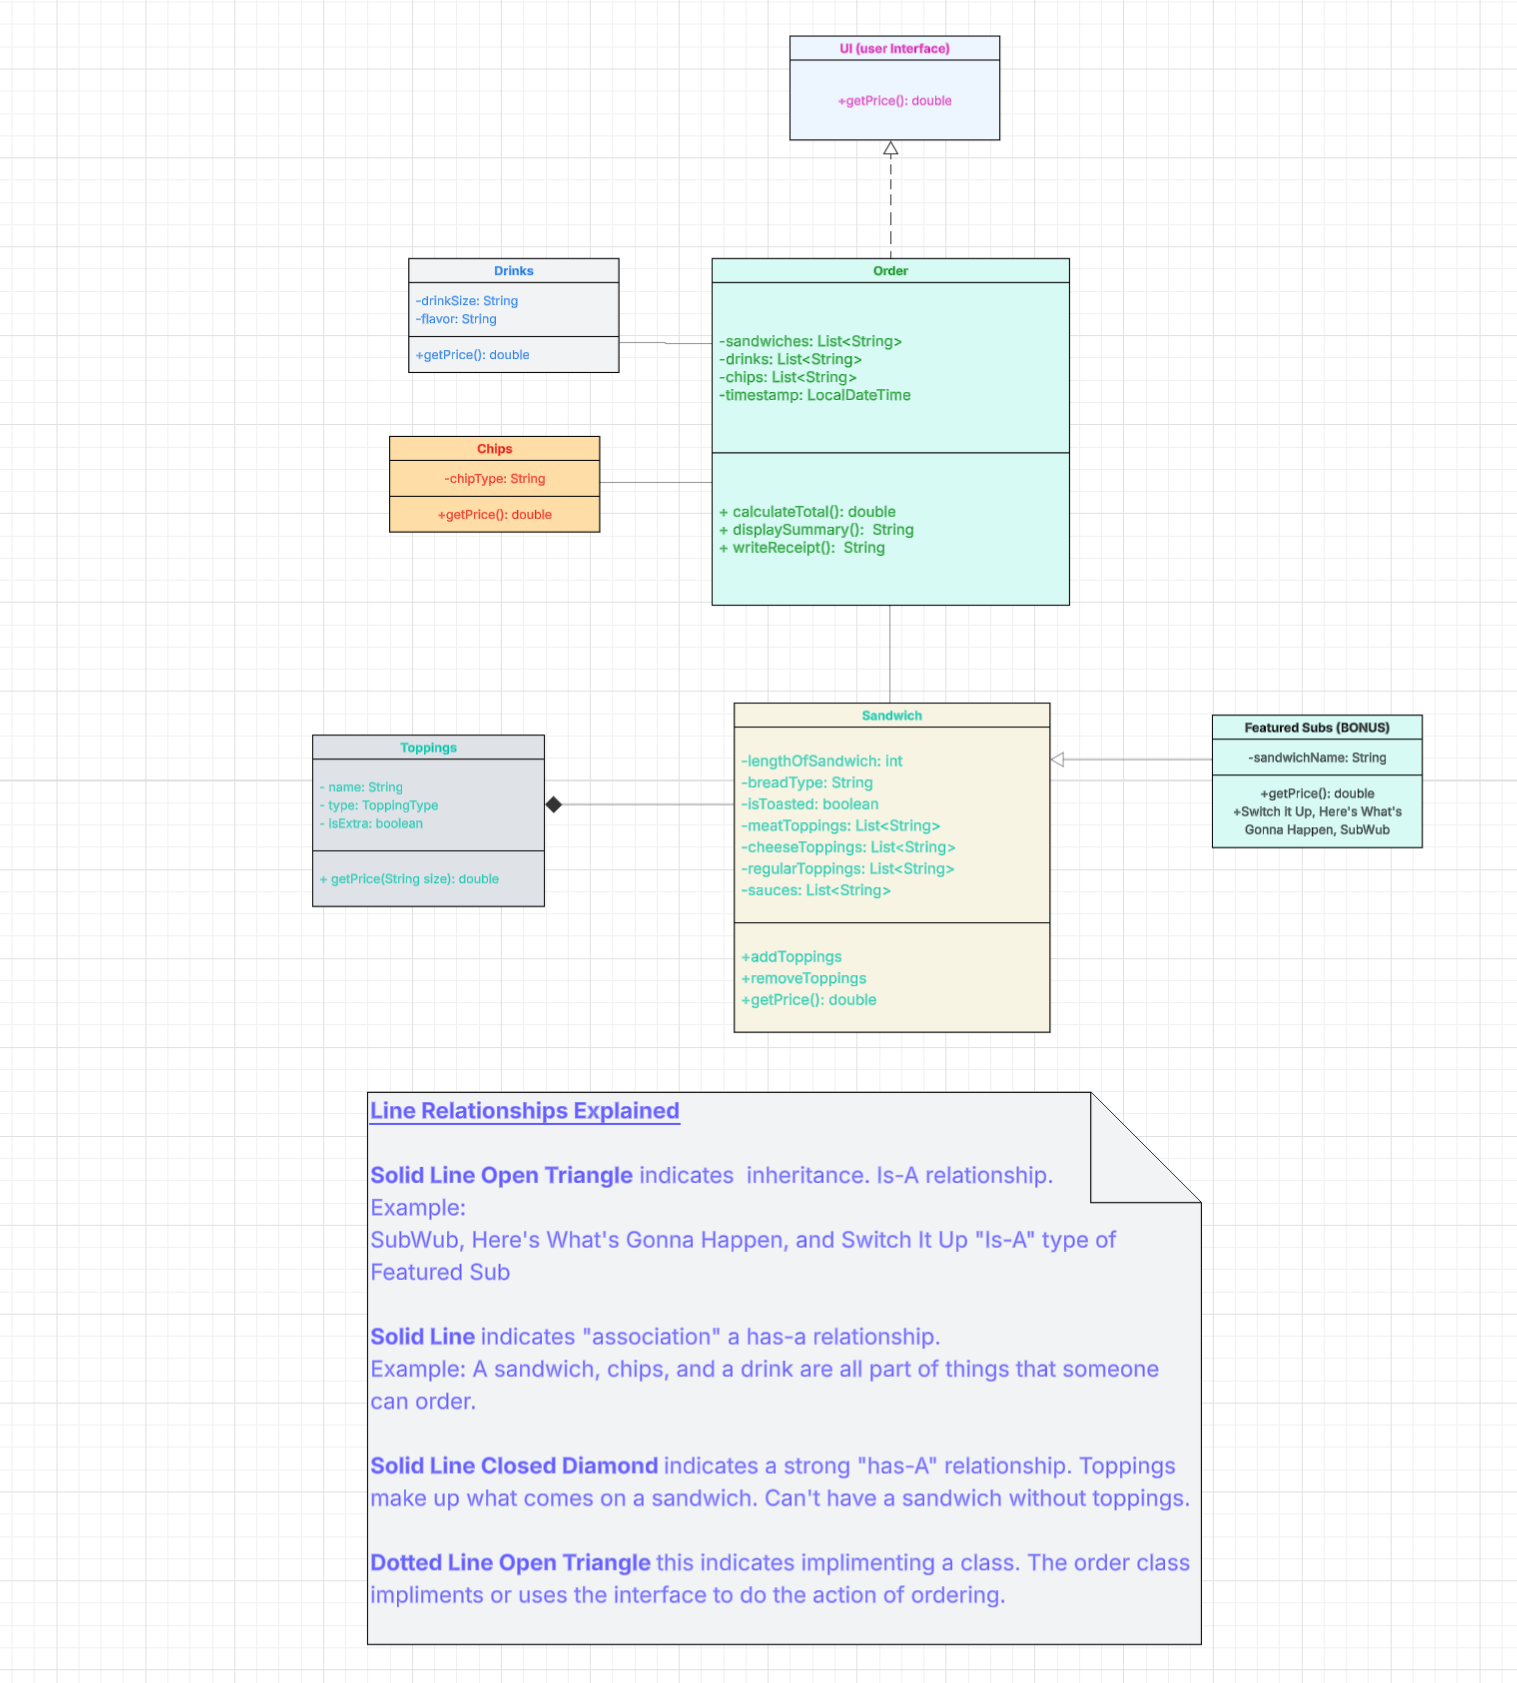 UI (user Interface)
+getPrice(): double
Drinks
-drinkSize: String
-flavor: String
+getPrice(): double
Order
-sandwiches: List<String>
-drinks: List<String>
-chips: List<String>
-timestamp: LocalDateTime
+ calculateTotal(): double
+ displaySummary():  String
+ writeReceipt():  String
Chips
-chipType: String
+getPrice(): double
Toppings
- name: String
- type: ToppingType
- isExtra: boolean
+ getPrice(String size): double
Sandwich
-lengthOfSandwich: int
-breadType: String
-isToasted: boolean
-meatToppings: List<String>
-cheeseToppings: List<String>
-regularToppings: List<String>
-sauces: List<String>
+addToppings
+removeToppings
+getPrice(): double
Featured Subs (BONUS)
-sandwichName: String
+getPrice(): double
+Switch it Up, Here's What's
Gonna Happen, SubWub
Line Relationships Explained
Solid Line Open Triangle indicates  inheritance. Is-A relationship.
Example:
SubWub, Here's What's Gonna Happen, and Switch It Up "Is-A" type of
Featured Sub
Solid Line indicates "association" a has-a relationship.
Example: A sandwich, chips, and a drink are all part of things that someone
can order.
Solid Line Closed Diamond indicates a strong "has-A" relationship. Toppings
make up what comes on a sandwich. Can't have a sandwich without toppings.
Dotted Line Open Triangle this indicates implimenting a class. The order class
impliments or uses the interface to do the action of ordering.